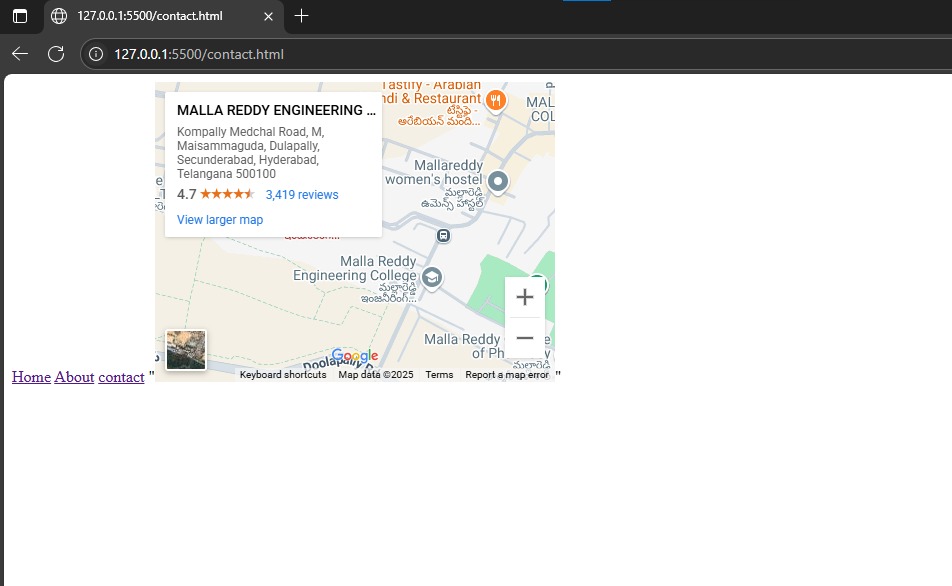 127.0.0.1:5500/contact.html
127.0.0.1:5500/contact.html
Tastify - Arabian
ndi & Restaurant
టేస్టిఫై -
అరేబియన్ మంది...
MAL
COL
MALLA REDDY ENGINEERING ...
Kompally Medchal Road, M,
Maisammaguda, Dulapally,
Secunderabad, Hyderabad,
Telangana 500100
4.7 3,419 reviews
View larger map
Mallareddy
women's hostel
మల్లారెడ్డి
ఉమెన్స్ హాస్టల్
Malla Reddy
Engineering College
మల్లారెడ్డి
ఇంజనీరింగ్...
Malla Reddy
of Ph
మల్లారెడ్డి
Google
Keyboard shortcuts Map data ©2025 Terms Report a map error
Home About contact " "